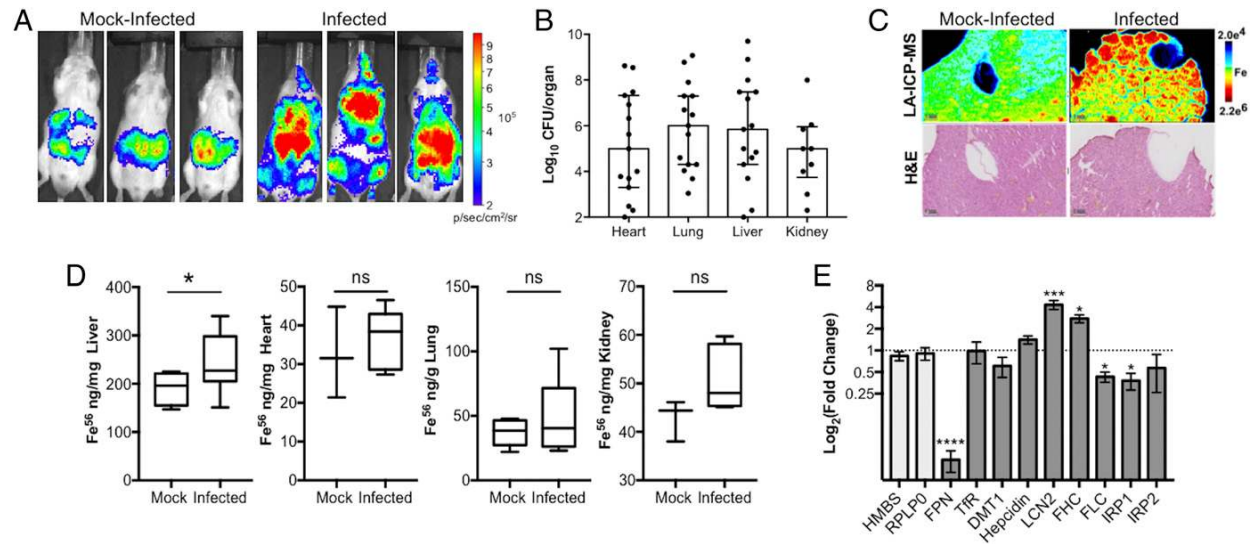 A
Mock-Infected
Infected
9
8
7
6
10⁵
4
3
2
p/sec/cm²/sr
B
Log₁₀ CFU/organ
10
8
6
4
2
Heart Lung Liver Kidney
C
Mock-Infected Infected
LA-ICP-MS
H&E
2.0e⁴
Fe
2.2e⁶
D
Fe⁵⁶ ng/mg Liver
400
300
200
100
0
*
Mock Infected
Fe⁵⁶ ng/mg Heart
50
40
30
20
10
0
ns
Mock Infected
Fe⁵⁶ ng/g Lung
150
100
50
0
ns
Mock Infected
Fe⁵⁶ ng/mg Kidney
70
60
50
40
30
ns
Mock Infected
E
Log₂(Fold Change)
8
4
2
1
0.5
0.25
****
***
*
*
*
HMBS
RPLP0
FPN
TfR
DMT1
Hepcidin
LCN2
FHC
FLC
IRP1
IRP2